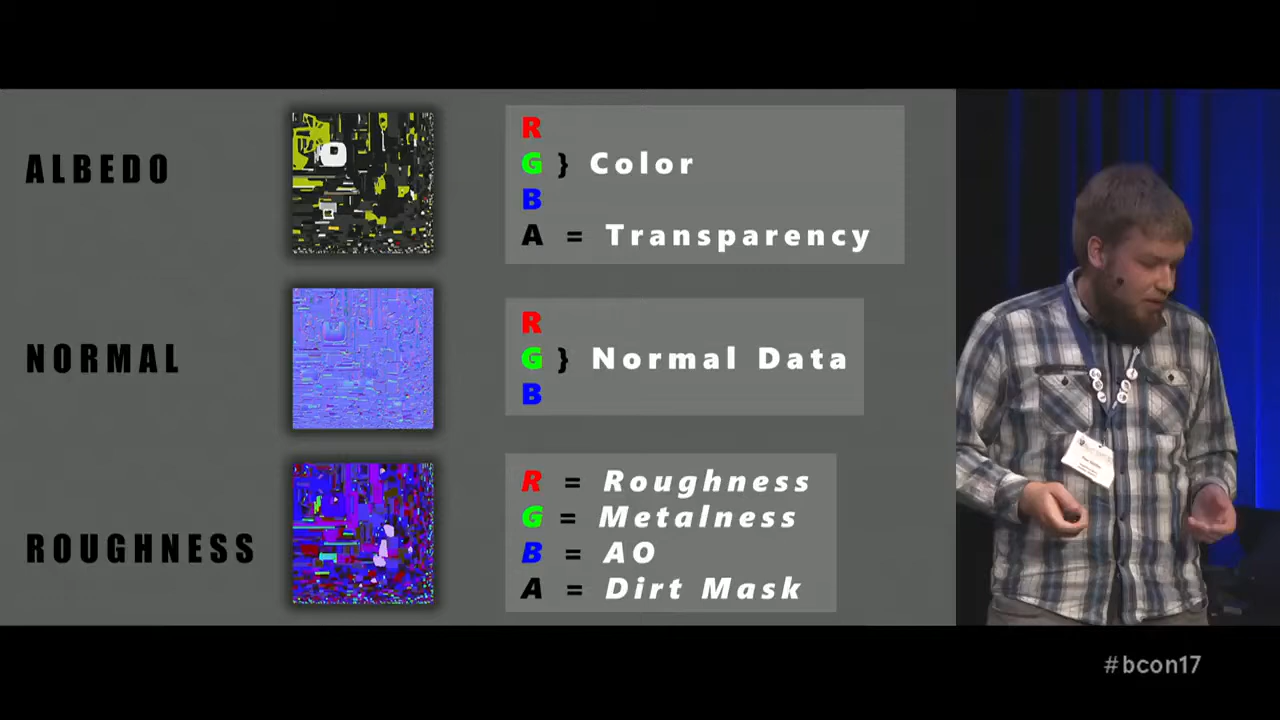 ALBEDO
R
G } Color
B
A = Transparency
NORMAL
R
G } Normal Data
B
ROUGHNESS
R = Roughness
G = Metalness
B = AO
A = Dirt Mask
#bcon17